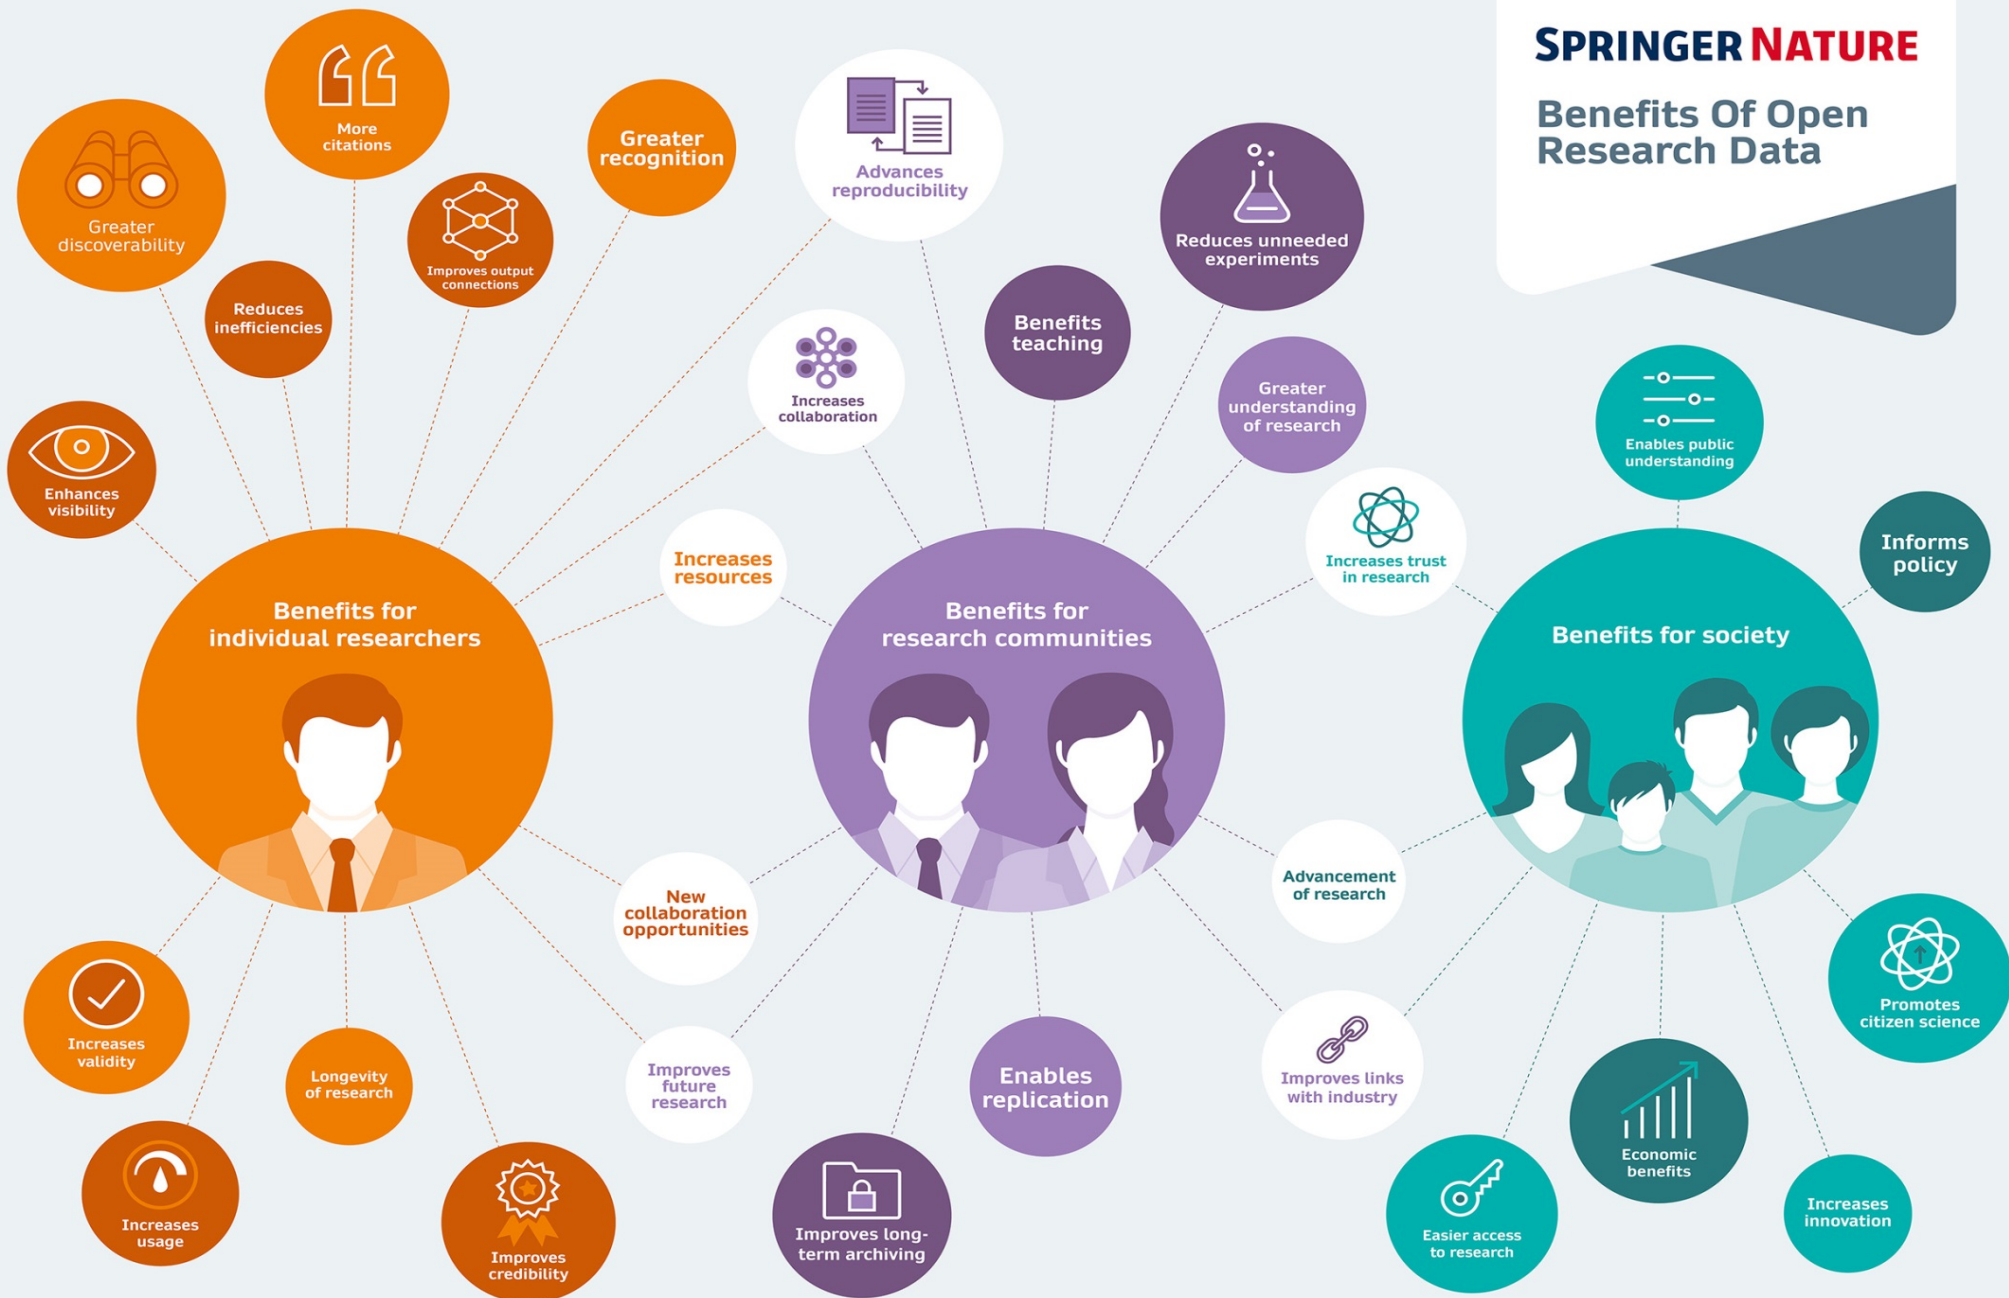 SPRINGER NATURE
Benefits Of Open
Research Data
More
citations
Greater
recognition
Advances
reproducibility
Greater
discoverability
Improves output
connections
Reduces unneeded
experiments
Reduces
inefficiencies
Benefits
teaching
Increases
collaboration
Greater
understanding
of research
Enables public
understanding
Enhances
visibility
Increases
resources
Increases trust
in research
Informs
policy
Benefits for
individual researchers
Benefits for
research communities
Benefits for society
New
collaboration
opportunities
Advancement
of research
Promotes
citizen science
Increases
validity
Longevity
of research
Improves
future
research
Enables
replication
Improves links
with industry
Economic
benefits
Increases
usage
Improves
credibility
Improves long-
term archiving
Easier access
to research
Increases
innovation